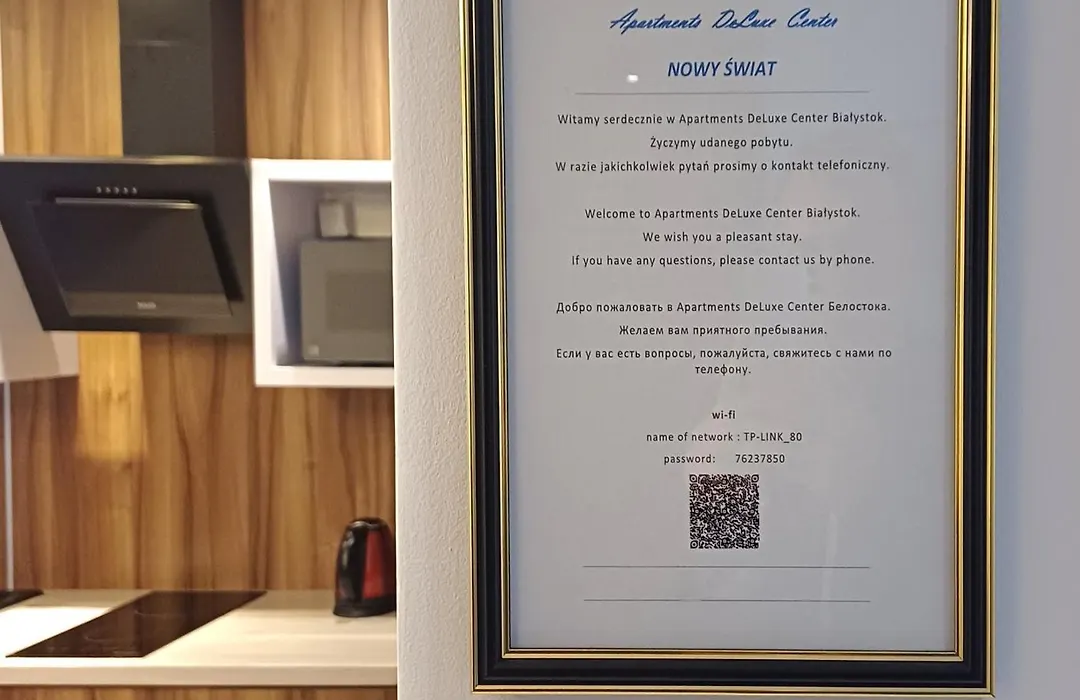 Apartments DeLuxe Center
NOWY ŚWIAT
Witamy serdecznie w Apartments DeLuxe Center Białystok.
Życzymy udanego pobytu.
W razie jakichkolwiek pytań prosimy o kontakt telefoniczny.
Welcome to Apartments DeLuxe Center Białystok.
We wish you a pleasant stay.
If you have any questions, please contact us by phone.
Добро пожаловать в Apartments DeLuxe Center Белостока.
Желаем вам приятного пребывания.
Если у вас есть вопросы, пожалуйста, свяжитесь с нами по
телефону.
wi-fi
name of network : TP-LINK_80
password: 76237850